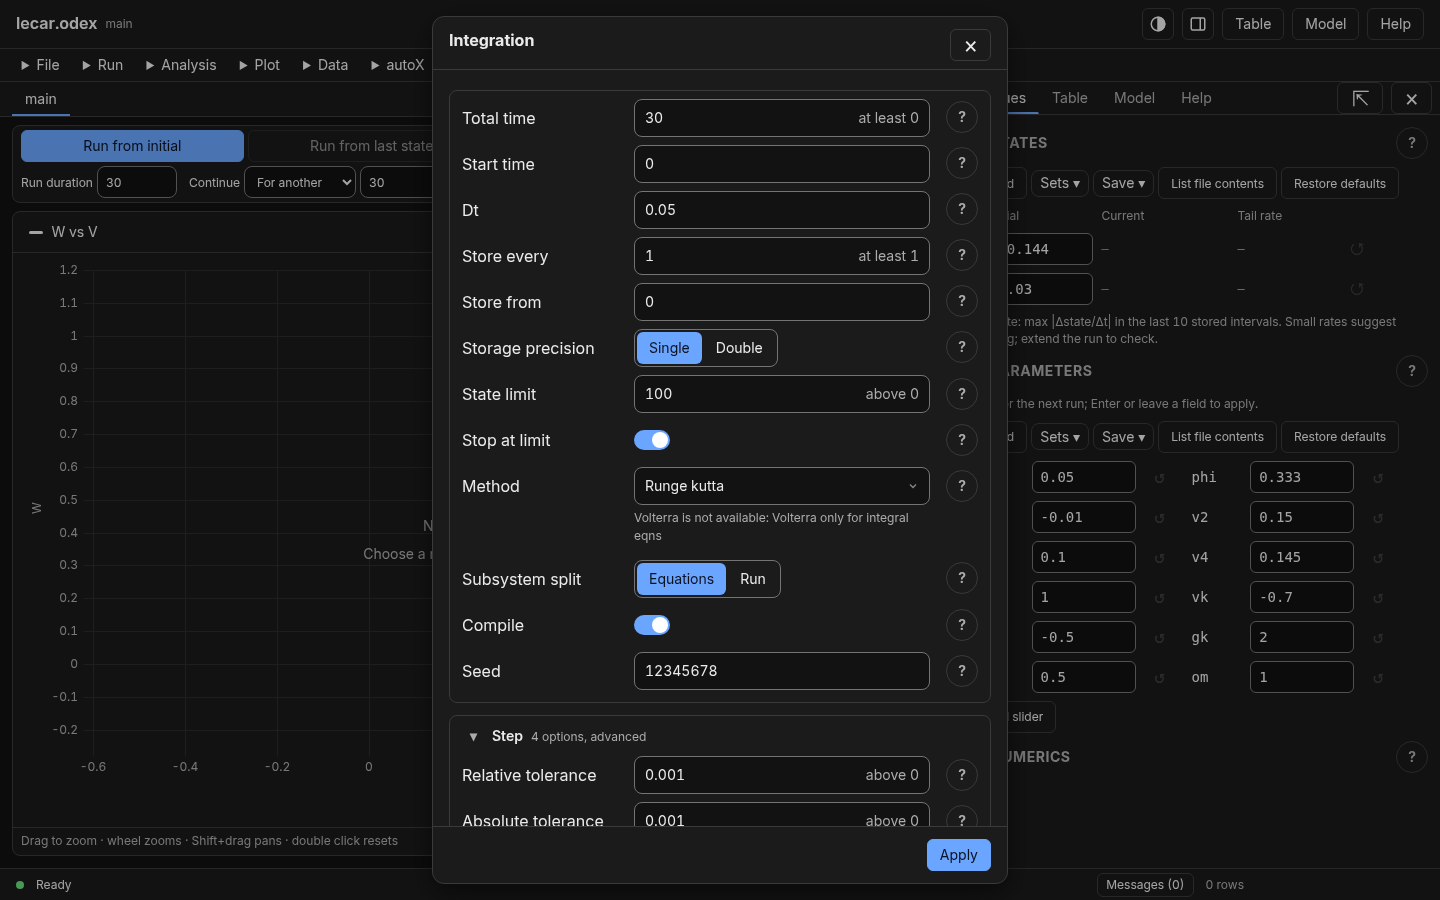 lecar.odex main
Table
Model
Help
▶ File ▶ Run ▶ Analysis ▶ Plot ▶ Data ▶ autoX
main
Run from initial
Run from last state
Run duration 30 Continue For another 30
W vs V
1.2
1.1
1
0.9
0.8
0.7
0.6
0.5
0.4
0.3
0.2
0.1
0
-0.1
-0.2
W
-0.6 -0.4 -0.2 0
Choose a
Drag to zoom · wheel zooms · Shift+drag pans · double click resets
Ready
Messages (0) 0 rows
Integration
×
Total time 30 at least 0 ?
Start time 0 ?
Dt 0.05 ?
Store every 1 at least 1 ?
Store from 0 ?
Storage precision Single Double ?
State limit 100 above 0 ?
Stop at limit ?
Method Runge kutta ?
Volterra is not available: Volterra only for integral
eqns
Subsystem split Equations Run ?
Compile ?
Seed 12345678 ?
▼ Step 4 options, advanced
Relative tolerance 0.001 above 0 ?
Absolute tolerance 0.001 above 0 ?
Apply
Table Model Help
×
ATES ?
Sets ▾ Save ▾ List file contents Restore defaults
Current Tail rate
0.144 – –
.03 – –
te: max |Δstate/Δt| in the last 10 stored intervals. Small rates suggest
g; extend the run to check.
ARAMETERS ?
r the next run; Enter or leave a field to apply.
Sets ▾ Save ▾ List file contents Restore defaults
0.05 phi 0.333
-0.01 v2 0.15
0.1 v4 0.145
1 vk -0.7
-0.5 gk 2
0.5 om 1
slider
UMERICS ?